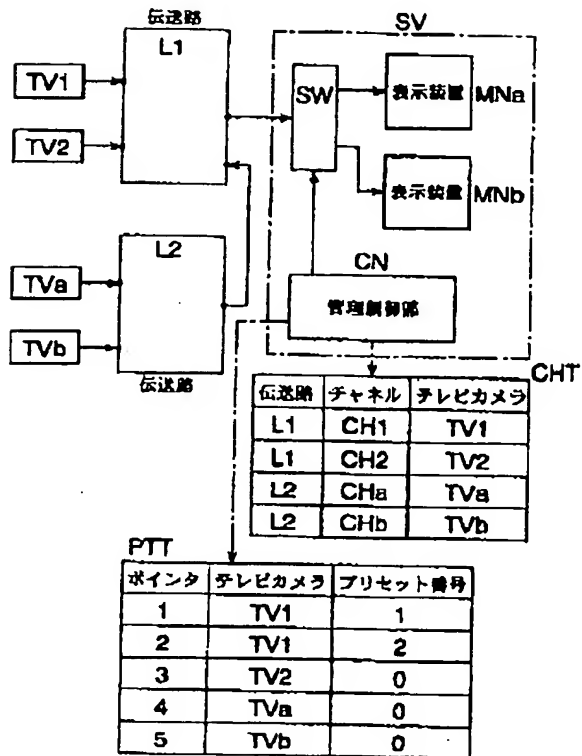 伝送路
L1
TV1
TV2
SV
SW
表示装置 MNa
表示装置 MNb
L2
TVa
TVb
伝送路
CN
管理制御部
CHT
伝送路 チャネル テレビカメラ
L1 CH1 TV1
L1 CH2 TV2
L2 CHa TVa
L2 CHb TVb
PTT
ポインタ テレビカメラ プリセット番号
1 TV1 1
2 TV1 2
3 TV2 0
4 TVa 0
5 TVb 0